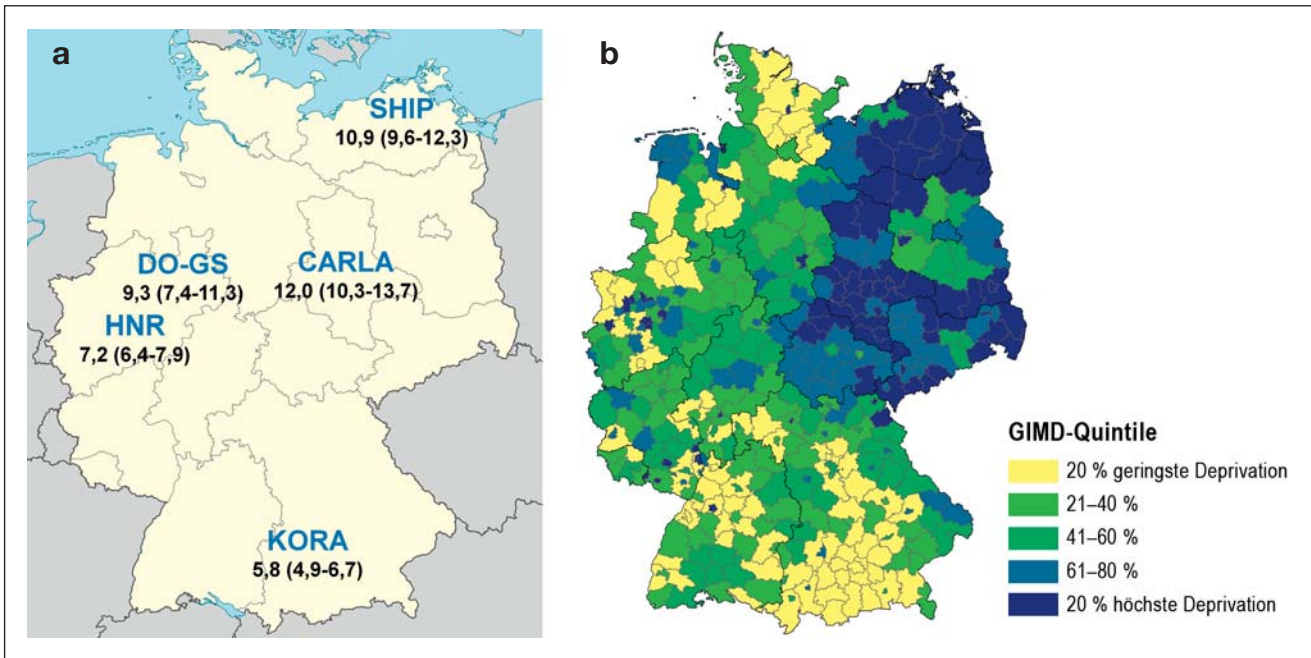 a
SHIP
10,9 (9,6-12,3)
DO-GS
9,3 (7,4-11,3)
CARLA
12,0 (10,3-13,7)
HNR
7,2 (6,4-7,9)
KORA
5,8 (4,9-6,7)
b
GIMD-Quintile
20 % geringste Deprivation
21–40 %
41–60 %
61–80 %
20 % höchste Deprivation